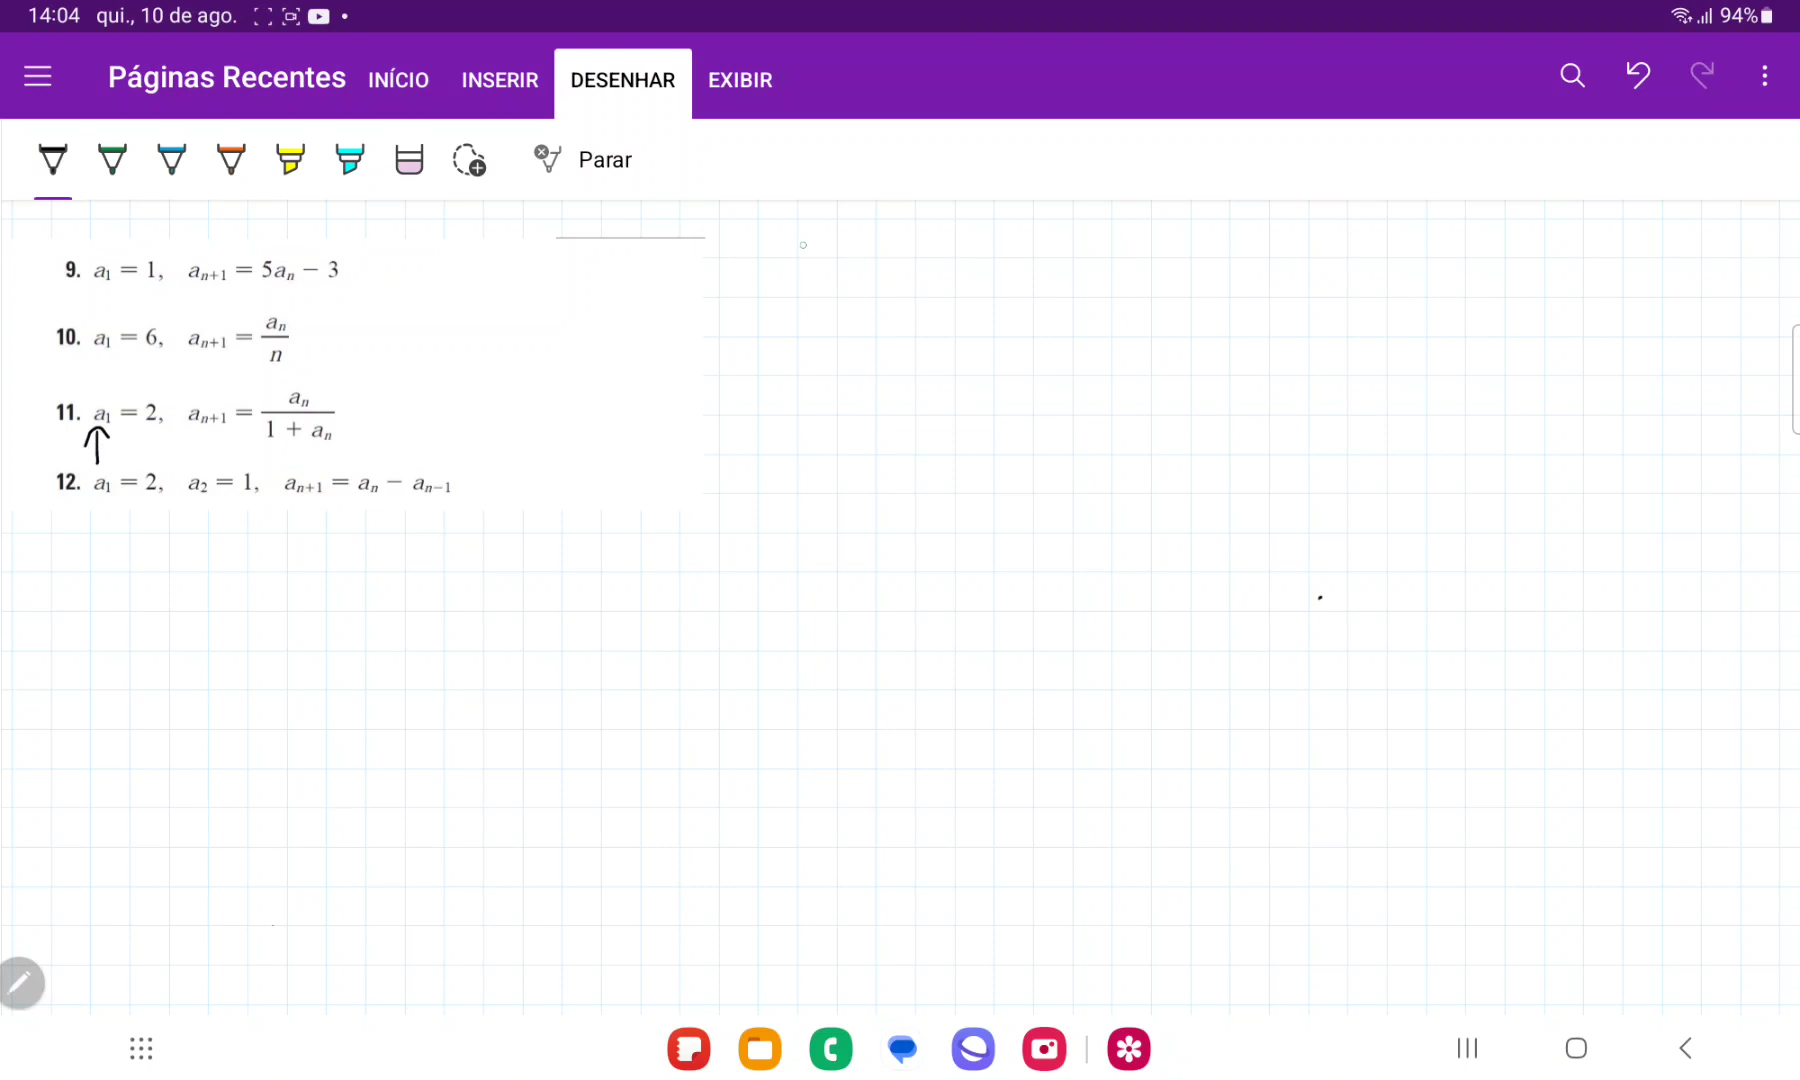 14:04 qui., 10 de ago. 94%
Páginas Recentes INÍCIO INSERIR DESENHAR EXIBIR
Parar
9. a₁ = 1, aₙ₊₁ = 5aₙ − 3
10. a₁ = 6, aₙ₊₁ = aₙ / n
11. a₁ = 2, aₙ₊₁ = aₙ / (1 + aₙ)
12. a₁ = 2, a₂ = 1, aₙ₊₁ = aₙ − aₙ₋₁